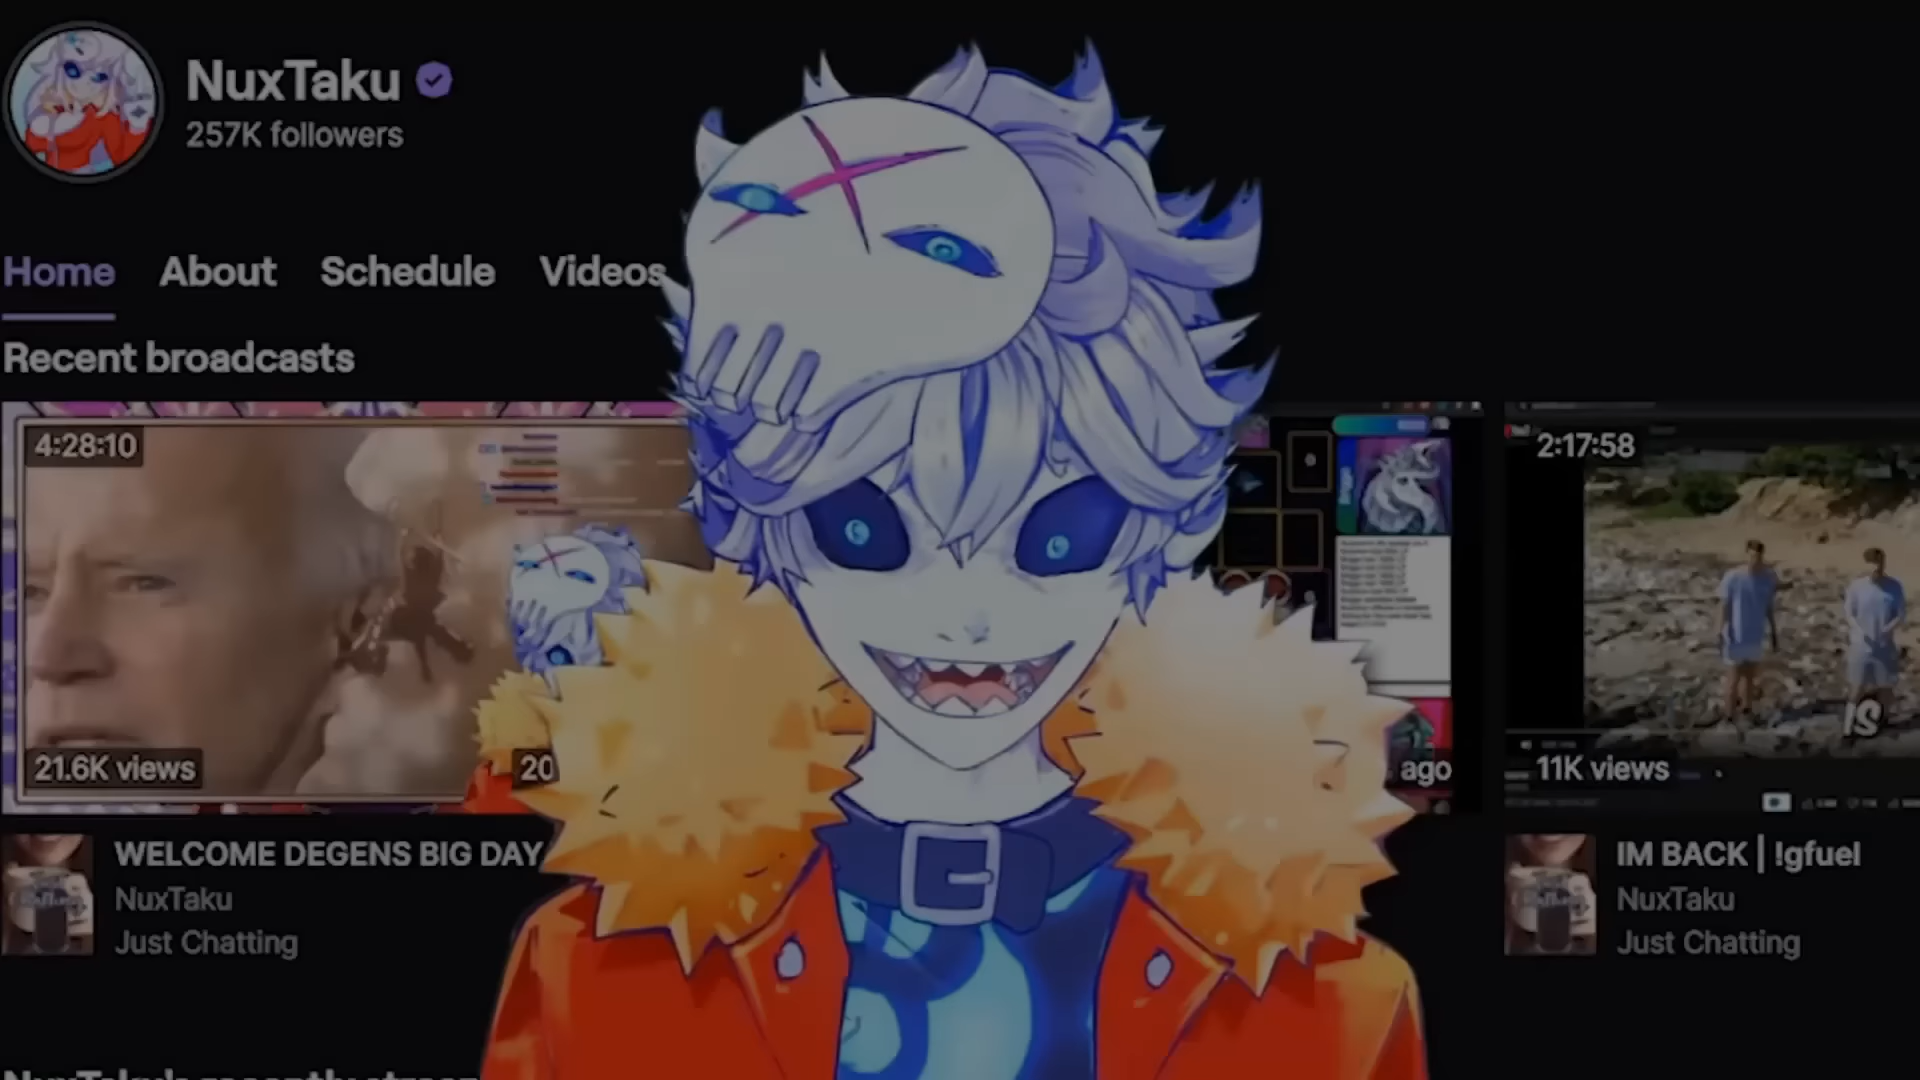 NuxTaku
257K followers
Home About Schedule Videos
Recent broadcasts
4:28:10
2:17:58
IS
21.6K views
20
ago
11K views
WELCOME DEGENS BIG DAY
NuxTaku
Just Chatting
IM BACK | !gfuel
NuxTaku
Just Chatting